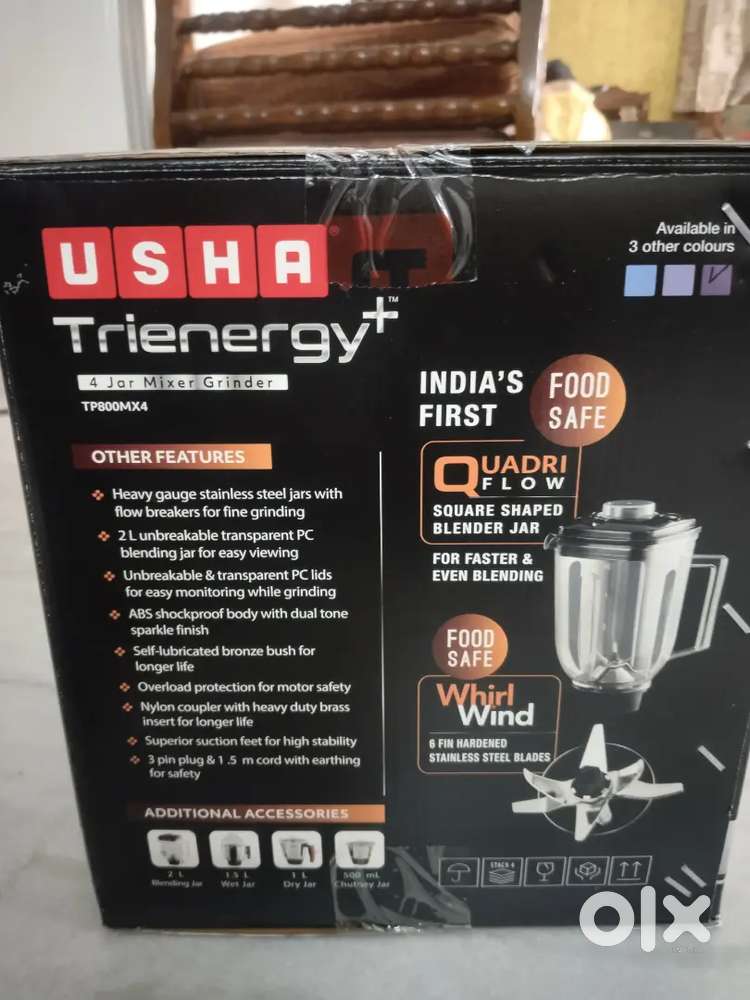 USHA
Trienergy+™
4 Jar Mixer Grinder
TP800MX4
Available in
3 other colours
OTHER FEATURES
Heavy gauge stainless steel jars with
flow breakers for fine grinding
2 L unbreakable transparent PC
blending jar for easy viewing
Unbreakable & transparent PC lids
for easy monitoring while grinding
ABS shockproof body with dual tone
sparkle finish
Self-lubricated bronze bush for
longer life
Overload protection for motor safety
Nylon coupler with heavy duty brass
insert for longer life
Superior suction feet for high stability
3 pin plug & 1.5 m cord with earthing
for safety
ADDITIONAL ACCESSORIES
2 L
Blending Jar
1.5 L
Wet Jar
1 L
Dry Jar
500 mL
Chutney Jar
INDIA'S
FIRST
FOOD
SAFE
QUADRI
FLOW
SQUARE SHAPED
BLENDER JAR
FOR FASTER &
EVEN BLENDING
FOOD
SAFE
Whirl
Wind
6 FIN HARDENED
STAINLESS STEEL BLADES
STACK 6
olx